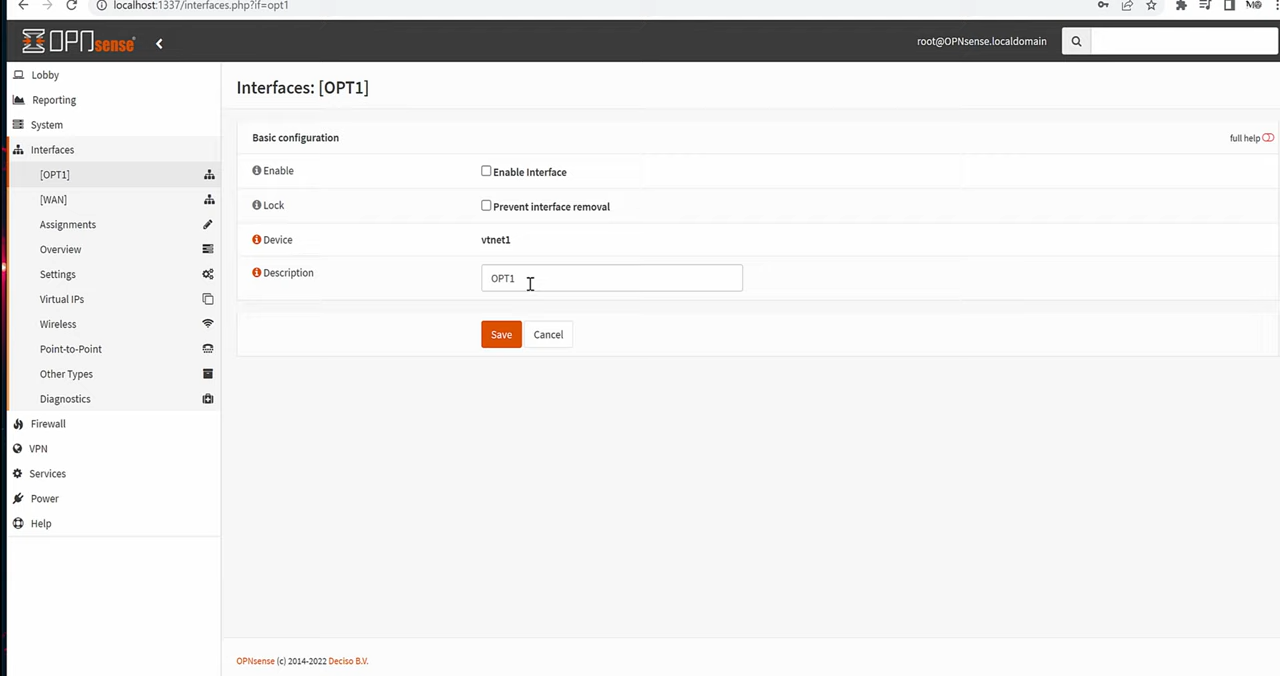 localhost:1337/interfaces.php?if=opt1
OPNsense
root@OPNsense.localdomain
Lobby
Reporting
System
Interfaces
[OPT1]
[WAN]
Assignments
Overview
Settings
Virtual IPs
Wireless
Point-to-Point
Other Types
Diagnostics
Firewall
VPN
Services
Power
Help
Interfaces: [OPT1]
Basic configuration
full help
Enable
Enable Interface
Lock
Prevent interface removal
Device
vtnet1
Description
OPT1
Save
Cancel
OPNsense (c) 2014-2022 Deciso B.V.